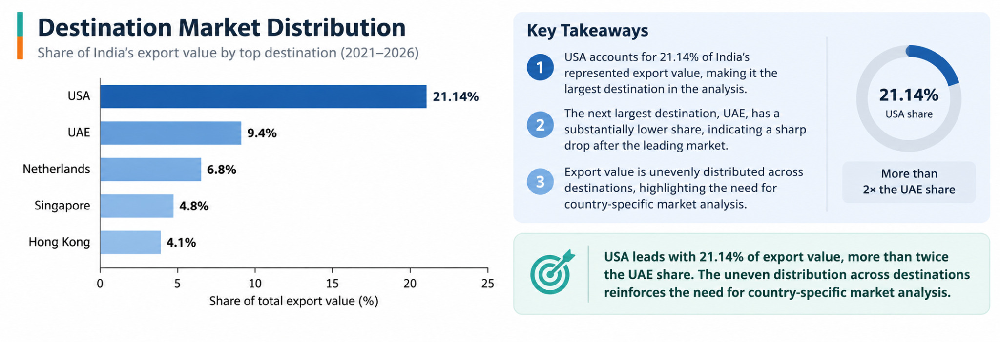 Destination Market Distribution
Share of India’s export value by top destination (2021–2026)
USA
21.14%
UAE
9.4%
Netherlands
6.8%
Singapore
4.8%
Hong Kong
4.1%
0
5
10
15
20
25
Share of total export value (%)
Key Takeaways
1
USA accounts for 21.14% of India’s
represented export value, making it the
largest destination in the analysis.
2
The next largest destination, UAE, has a
substantially lower share, indicating a sharp
drop after the leading market.
3
Export value is unevenly distributed across
destinations, highlighting the need for
country-specific market analysis.
21.14%
USA share
More than
2× the UAE share
USA leads with 21.14% of export value, more than twice
the UAE share. The uneven distribution across destinations
reinforces the need for country-specific market analysis.